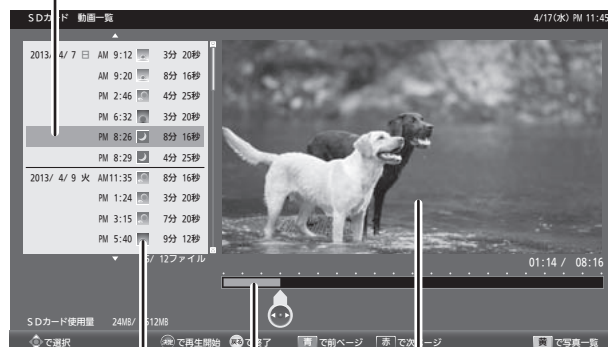 SDカード 動画一覧
4/17(水) PM 11:45
2013/ 4/ 7 日 AM 9:12 3分 20秒
AM 9:20 8分 16秒
PM 2:46 4分 25秒
PM 6:32 3分 20秒
PM 8:26 8分 16秒
PM 8:29 4分 25秒
2013/ 4/ 9 火 AM11:35 8分 16秒
PM 1:24 3分 20秒
PM 3:15 7分 20秒
PM 5:40 9分 12秒
/ 12ファイル
01:14 / 08:16
SDカード使用量 24MB/ 512MB
で選択
で再生開始
で終了
青 で前ページ
赤 で次ページ
黄 で写真一覧